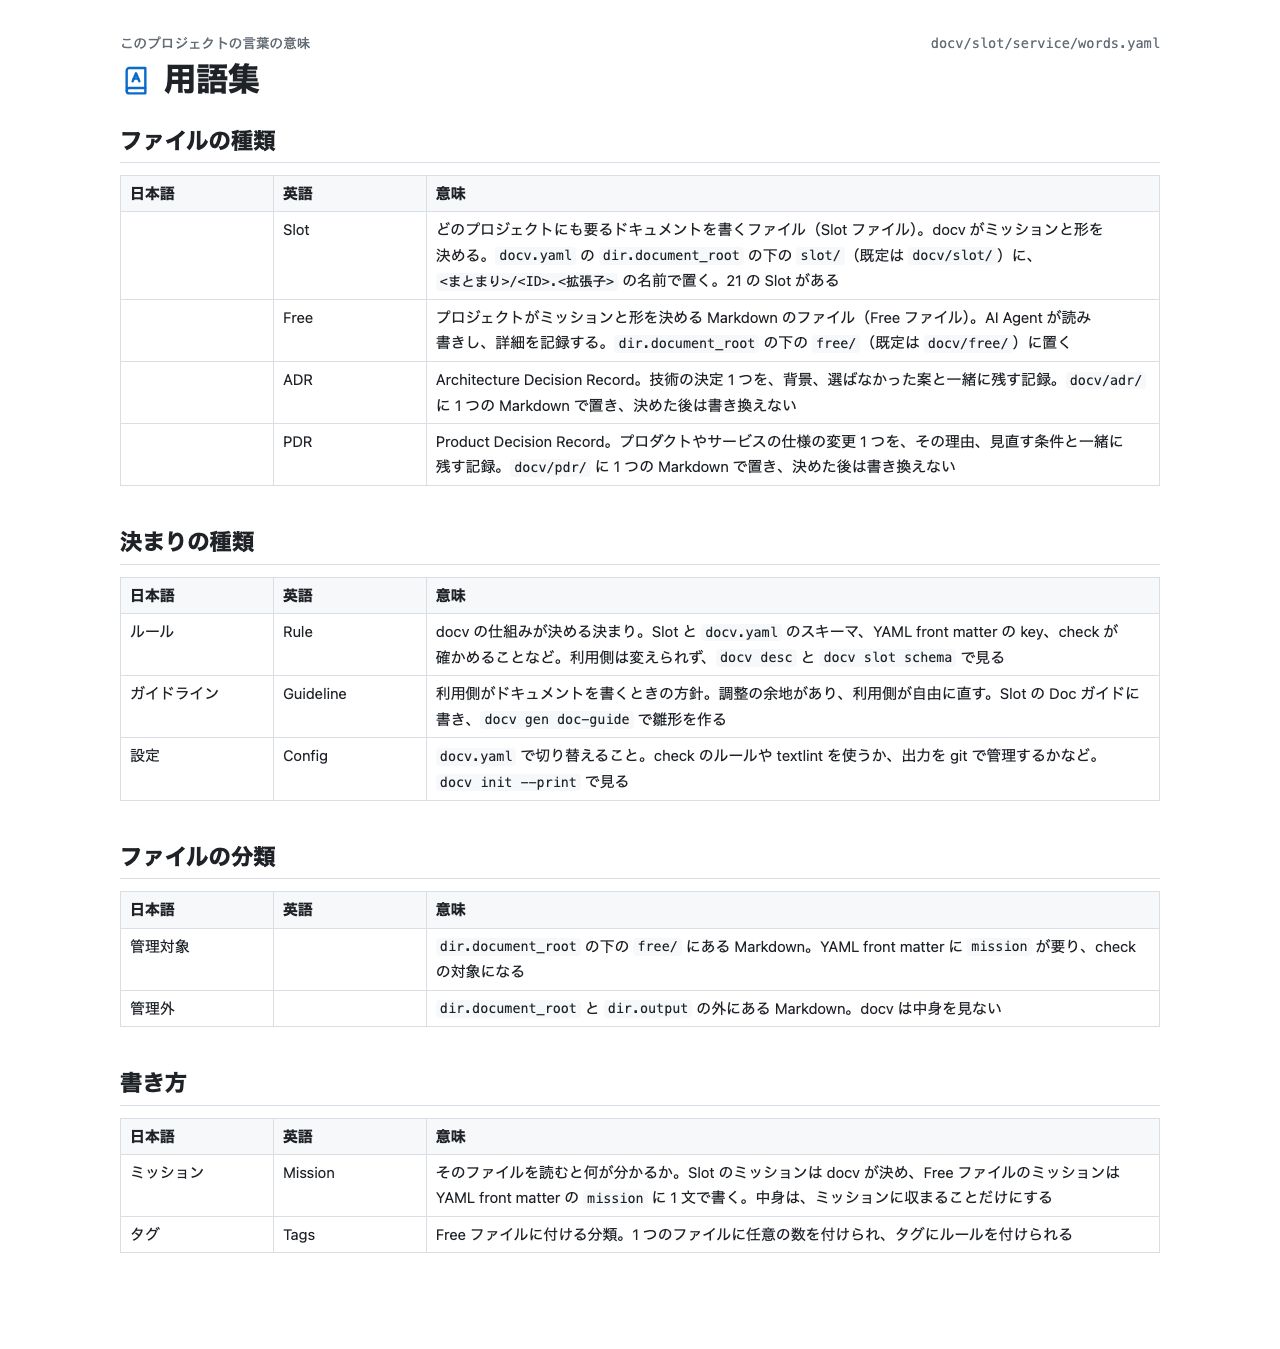 このプロジェクトの言葉の意味
docv/slot/service/words.yaml
用語集
ファイルの種類
日本語 英語 意味
Slot どのプロジェクトにも要るドキュメントを書くファイル（Slot ファイル）。docv がミッションと形を
決める。docv.yaml の dir.document_root の下の slot/（既定は docv/slot/）に、
<まとまり>/<ID>.<拡張子> の名前で置く。21 の Slot がある
Free プロジェクトがミッションと形を決める Markdown のファイル（Free ファイル）。AI Agent が読み
書きし、詳細を記録する。dir.document_root の下の free/（既定は docv/free/）に置く
ADR Architecture Decision Record。技術の決定 1 つを、背景、選ばなかった案と一緒に残す記録。docv/adr/
に 1 つの Markdown で置き、決めた後は書き換えない
PDR Product Decision Record。プロダクトやサービスの仕様の変更 1 つを、その理由、見直す条件と一緒に
残す記録。docv/pdr/ に 1 つの Markdown で置き、決めた後は書き換えない
決まりの種類
日本語 英語 意味
ルール Rule docv の仕組みが決める決まり。Slot と docv.yaml のスキーマ、YAML front matter の key、check が
確かめることなど。利用側は変えられず、docv desc と docv slot schema で見る
ガイドライン Guideline 利用側がドキュメントを書くときの方針。調整の余地があり、利用側が自由に直す。Slot の Doc ガイドに
書き、docv gen doc-guide で雛形を作る
設定 Config docv.yaml で切り替えること。check のルールや textlint を使うか、出力を git で管理するかなど。
docv init --print で見る
ファイルの分類
日本語 英語 意味
管理対象 dir.document_root の下の free/ にある Markdown。YAML front matter に mission が要り、check
の対象になる
管理外 dir.document_root と dir.output の外にある Markdown。docv は中身を見ない
書き方
日本語 英語 意味
ミッション Mission そのファイルを読むと何が分かるか。Slot のミッションは docv が決め、Free ファイルのミッションは
YAML front matter の mission に 1 文で書く。中身は、ミッションに収まることだけにする
タグ Tags Free ファイルに付ける分類。1 つのファイルに任意の数を付けられ、タグにルールを付けられる